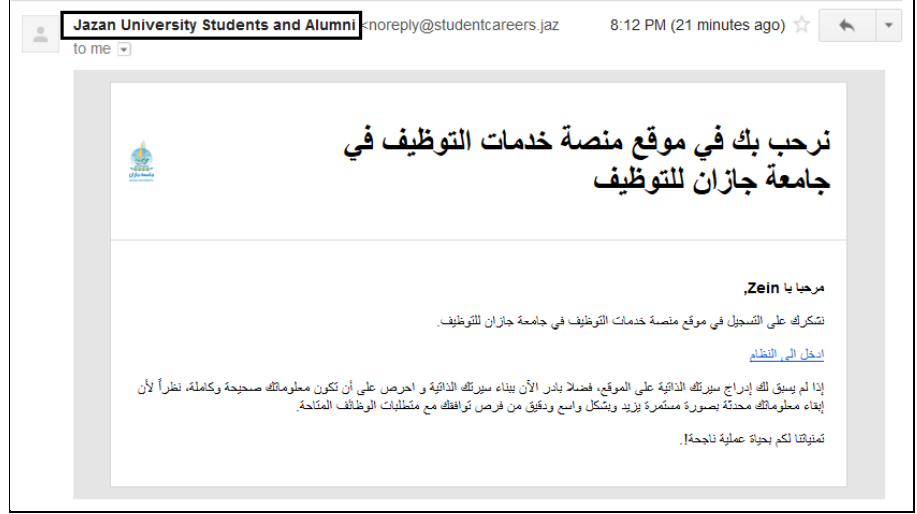 Jazan University Students and Alumni <noreply@studentcareers.jaz 8:12 PM (21 minutes ago)
to me
نرحب بك في موقع منصة خدمات التوظيف في
جامعة جازان للتوظيف
جامعة جازان
مرحبا يا Zein,
نشكرك على التسجيل في موقع منصة خدمات التوظيف في جامعة جازان للتوظيف.
ادخل الى النظام
إذا لم يسبق لك إدراج سيرتك الذاتية على الموقع، فضلا بادر الآن ببناء سيرتك الذاتية و احرص على أن تكون معلوماتك صحيحة وكاملة، نظراً لأن
إبقاء معلوماتك محدثة بصورة مستمرة يزيد وبشكل واسع ودقيق من فرص توافقك مع متطلبات الوظائف المتاحة.
تمنياتنا لكم بحياة عملية ناجحة!.